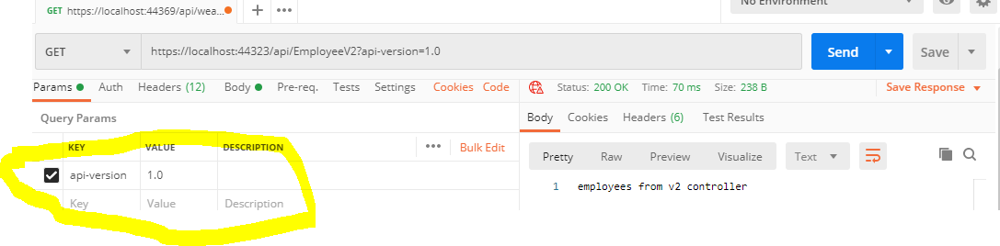 GET https://localhost:44369/api/wea... + ••• No Environment
GET https://localhost:44323/api/EmployeeV2?api-version=1.0 Send Save
Params Auth Headers (12) Body Pre-req. Tests Settings Cookies Code
Status: 200 OK Time: 70 ms Size: 238 B Save Response
Query Params
Body Cookies Headers (6) Test Results
KEY VALUE DESCRIPTION ••• Bulk Edit
Pretty Raw Preview Visualize Text
api-version 1.0
Key Value Description
1 employees from v2 controller